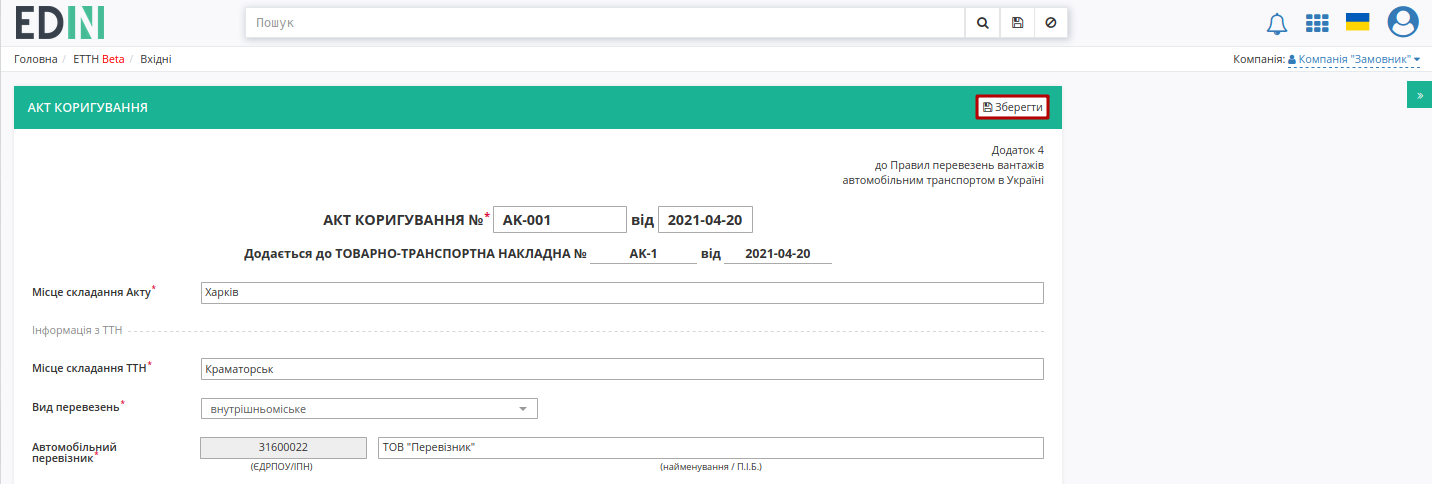 EDIN
Пошук
Головна / ЕТТН Beta / Вхідні
Компанія: Компанія "Замовник"
»
АКТ КОРИГУВАННЯ
Зберегти
Додаток 4
до Правил перевезень вантажів
автомобільним транспортом в Україні
АКТ КОРИГУВАННЯ №* АК-001 від 2021-04-20
Додається до ТОВАРНО-ТРАНСПОРТНА НАКЛАДНА № АК-1 від 2021-04-20
Місце складання Акту* Харків
Інформація з ТТН
Місце складання ТТН* Краматорськ
Вид перевезень* внутрішньоміське
Автомобільний
перевізник* 31600022 ТОВ "Перевізник"
(ЄДРПОУ/ІПН) (найменування / П.І.Б.)